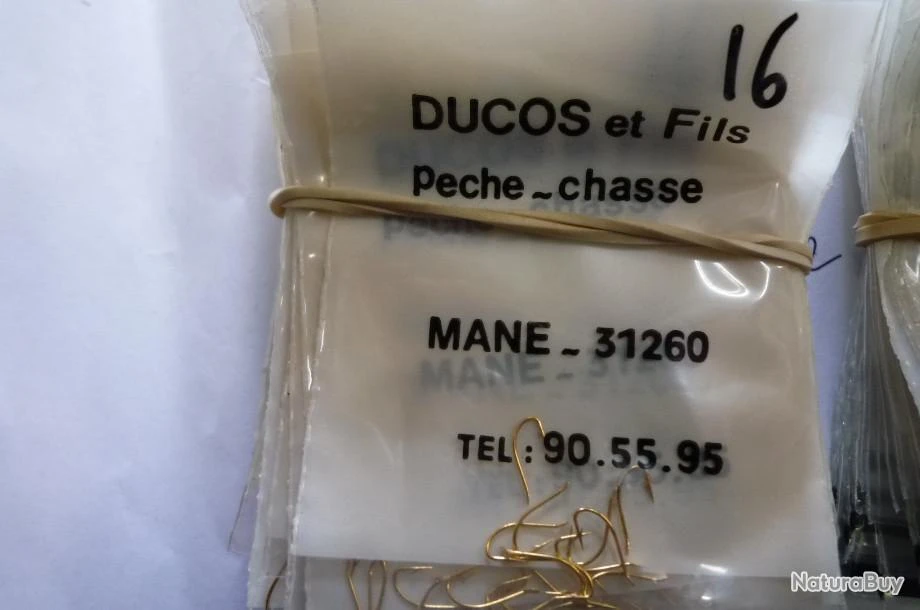 16
DUCOS et Fils
Peche ~ chasse
MANE ~ 31260
TEL : 90.55.95
NaturaBuy